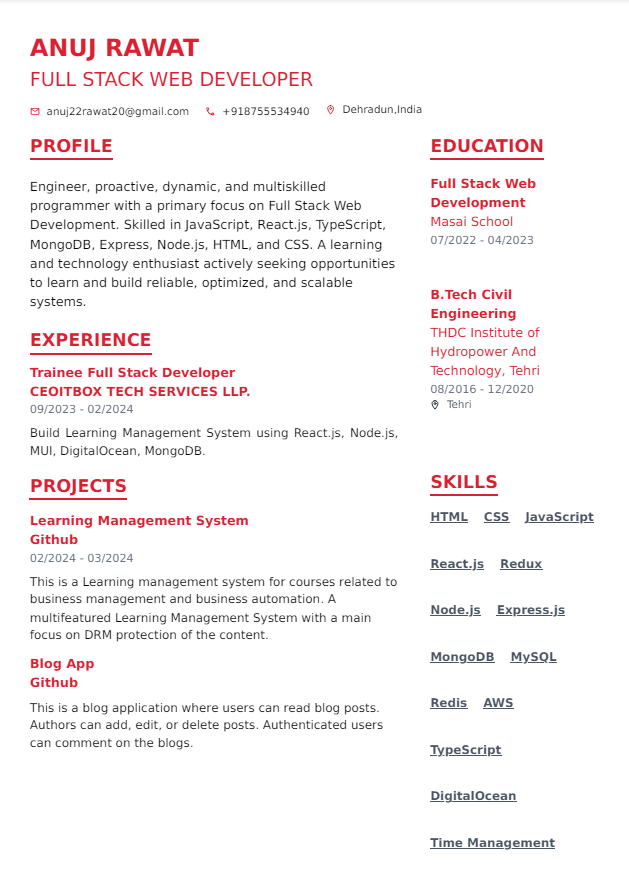 ANUJ RAWAT
FULL STACK WEB DEVELOPER
anuj22rawat20@gmail.com +918755534940 Dehradun,India
PROFILE
Engineer, proactive, dynamic, and multiskilled
programmer with a primary focus on Full Stack Web
Development. Skilled in JavaScript, React.js, TypeScript,
MongoDB, Express, Node.js, HTML, and CSS. A learning
and technology enthusiast actively seeking opportunities
to learn and build reliable, optimized, and scalable
systems.
EXPERIENCE
Trainee Full Stack Developer
CEOITBOX TECH SERVICES LLP.
09/2023 - 02/2024
Build Learning Management System using React.js, Node.js,
MUI, DigitalOcean, MongoDB.
PROJECTS
Learning Management System
Github
02/2024 - 03/2024
This is a Learning management system for courses related to
business management and business automation. A
multifeatured Learning Management System with a main
focus on DRM protection of the content.
Blog App
Github
This is a blog application where users can read blog posts.
Authors can add, edit, or delete posts. Authenticated users
can comment on the blogs.
EDUCATION
Full Stack Web
Development
Masai School
07/2022 - 04/2023
B.Tech Civil
Engineering
THDC Institute of
Hydropower And
Technology, Tehri
08/2016 - 12/2020
Tehri
SKILLS
HTML CSS JavaScript
React.js Redux
Node.js Express.js
MongoDB MySQL
Redis AWS
TypeScript
DigitalOcean
Time Management